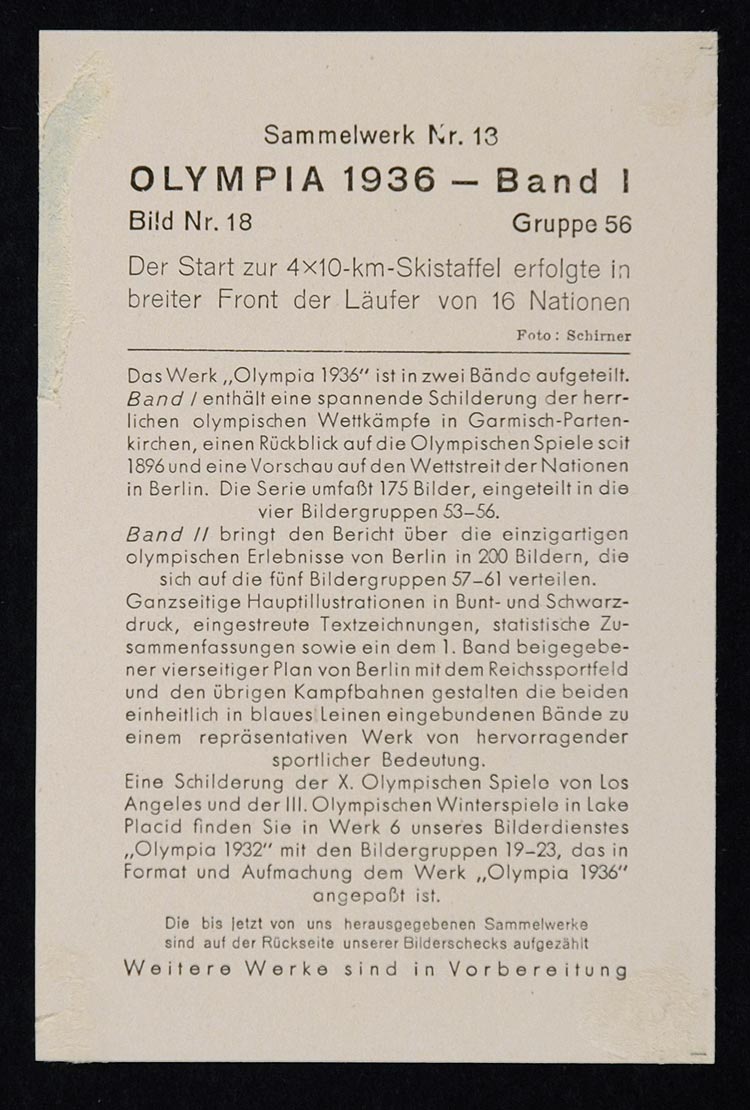 Sammelwerk Nr. 13
OLYMPIA 1936 — Band I
Bild Nr. 18 Gruppe 56
Der Start zur 4×10-km-Skistaffel erfolgte in
breiter Front der Läufer von 16 Nationen
Foto: Schirner
Das Werk „Olympia 1936“ ist in zwei Bände aufgeteilt.
Band I enthält eine spannende Schilderung der herr-
lichen olympischen Wettkämpfe in Garmisch-Parten-
kirchen, einen Rückblick auf die Olympischen Spiele seit
1896 und eine Vorschau auf den Wettstreit der Nationen
in Berlin. Die Serie umfaßt 175 Bilder, eingeteilt in die
vier Bildergruppen 53–56.
Band II bringt den Bericht über die einzigartigen
olympischen Erlebnisse von Berlin in 200 Bildern, die
sich auf die fünf Bildergruppen 57–61 verteilen.
Ganzseitige Hauptillustrationen in Bunt- und Schwarz-
druck, eingestreute Textzeichnungen, statistische Zu-
sammenfassungen sowie ein dem 1. Band beigegebe-
ner vierseitiger Plan von Berlin mit dem Reichssportfeld
und den übrigen Kampfbahnen gestalten die beiden
einheitlich in blaues Leinen eingebundenen Bände zu
einem repräsentativen Werk von hervorragender
sportlicher Bedeutung.
Eine Schilderung der X. Olympischen Spiele von Los
Angeles und der III. Olympischen Winterspiele in Lake
Placid finden Sie in Werk 6 unseres Bilderdienstes
„Olympia 1932“ mit den Bildergruppen 19–23, das in
Format und Aufmachung dem Werk „Olympia 1936“
angepaßt ist.
Die bis jetzt von uns herausgegebenen Sammelwerke
sind auf der Rückseite unserer Bilderschecks aufgezählt
Weitere Werke sind in Vorbereitung